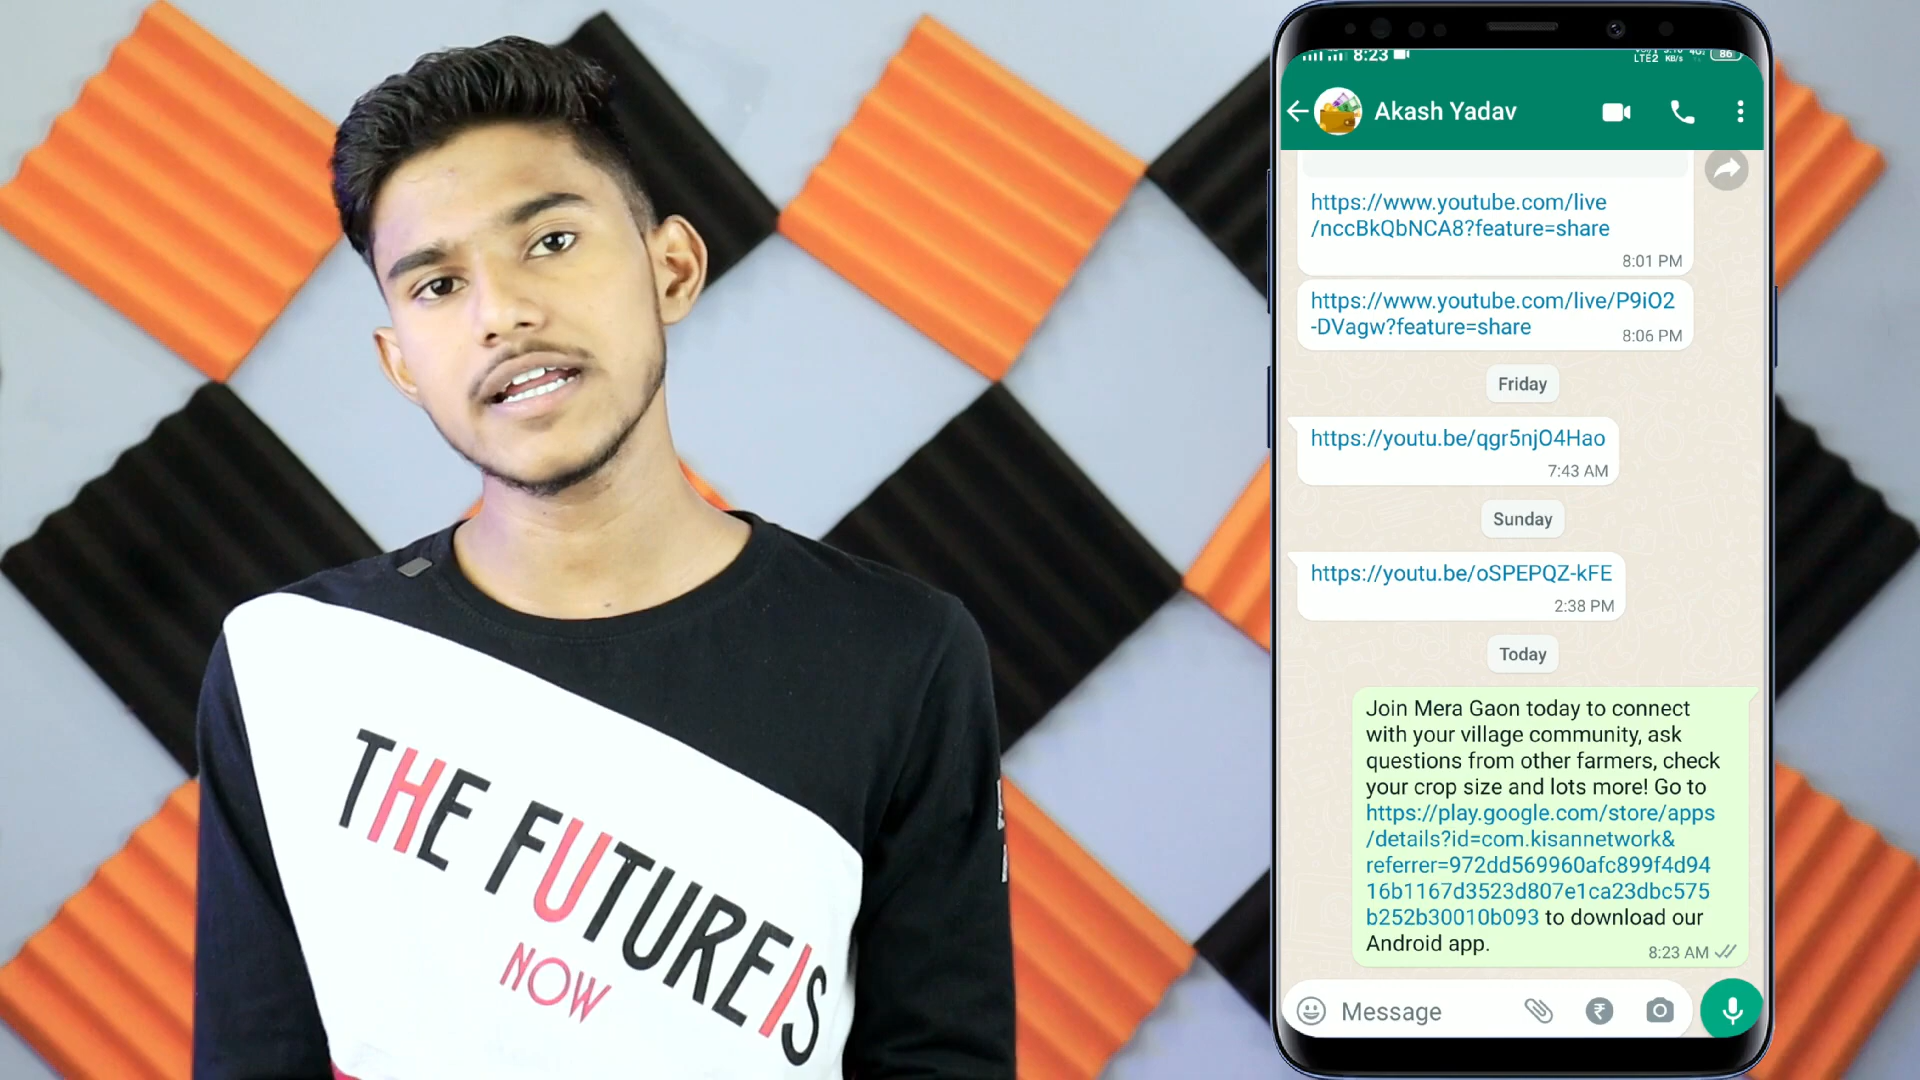 THE FUTURE IS
NOW
8:23
LTE2 KB/s 86
Akash Yadav
https://www.youtube.com/live
/nccBkQbNCA8?feature=share
8:01 PM
https://www.youtube.com/live/P9iO2
-DVagw?feature=share
8:06 PM
Friday
https://youtu.be/qgr5njO4Hao
7:43 AM
Sunday
https://youtu.be/oSPEPQZ-kFE
2:38 PM
Today
Join Mera Gaon today to connect
with your village community, ask
questions from other farmers, check
your crop size and lots more! Go to
https://play.google.com/store/apps
/details?id=com.kisannetwork&
referrer=972dd569960afc899f4d94
16b1167d3523d807e1ca23dbc575
b252b30010b093 to download our
Android app.
8:23 AM
Message